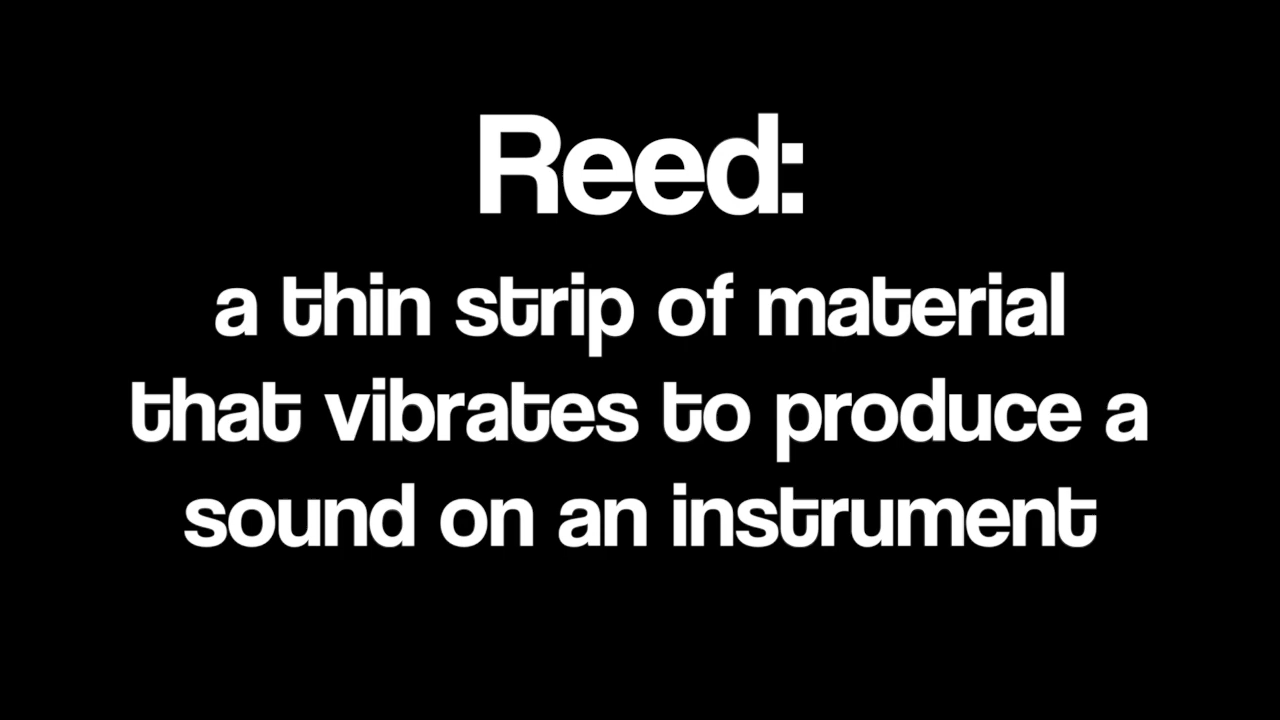 Reed:
a thin strip of material
that vibrates to produce a
sound on an instrument